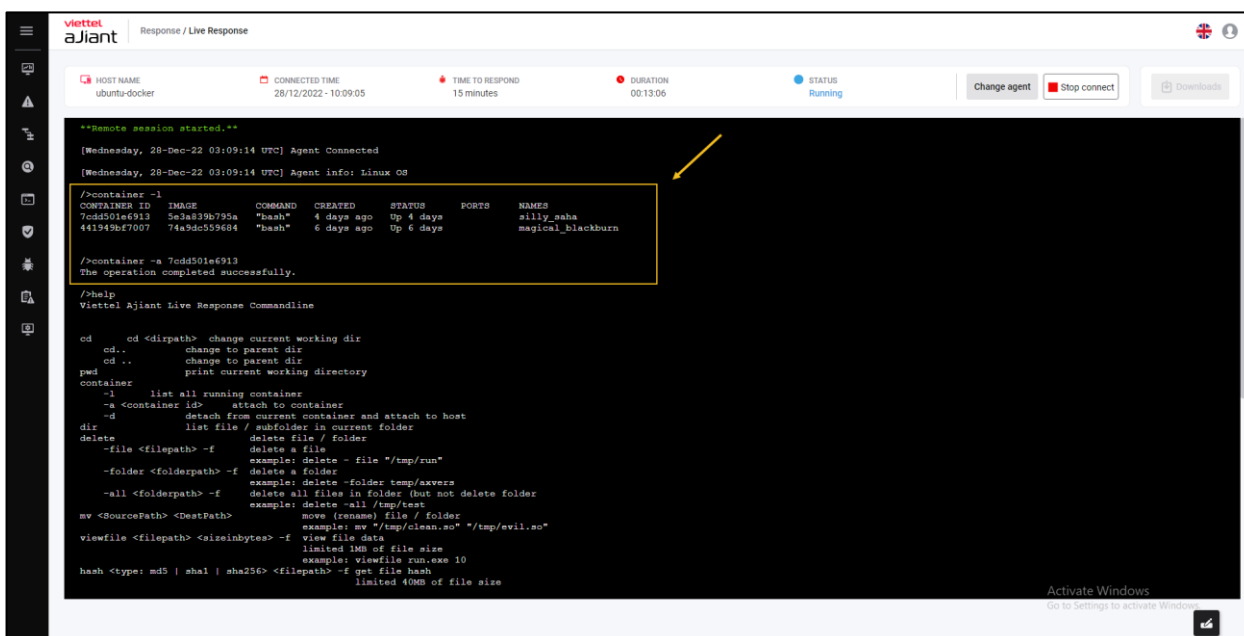 viettel
aJiant
Response / Live Response
HOST NAME
ubuntu-docker
CONNECTED TIME
28/12/2022 - 10:09:05
TIME TO RESPOND
15 minutes
DURATION
00:13:06
STATUS
Running
Change agent
Stop connect
Downloads
**Remote session started.**
[Wednesday, 28-Dec-22 03:09:14 UTC] Agent Connected
[Wednesday, 28-Dec-22 03:09:14 UTC] Agent info: Linux OS
/>container -l
CONTAINER ID IMAGE COMMAND CREATED STATUS PORTS NAMES
7cdd501e6913 5e3a839b795a "bash" 4 days ago Up 4 days silly_saha
441949bf7007 74a9dc559684 "bash" 6 days ago Up 6 days magical_blackburn
/>container -a 7cdd501e6913
The operation completed successfully.
/>help
Viettel Ajiant Live Response Commandline
cd cd <dirpath> change current working dir
cd.. change to parent dir
cd .. change to parent dir
pwd print current working directory
container
-l list all running container
-a <container id> attach to container
-d detach from current container and attach to host
dir list file / subfolder in current folder
delete delete file / folder
-file <filepath> -f delete a file
example: delete - file "/tmp/run"
-folder <folderpath> -f delete a folder
example: delete -folder temp/axvers
-all <folderpath> -f delete all files in folder (but not delete folder
example: delete -all /tmp/test
mv <SourcePath> <DestPath> move (rename) file / folder
example: mv "/tmp/clean.so" "/tmp/evil.so"
viewfile <filepath> <sizeinbytes> -f view file data
limited 1MB of file size
example: viewfile run.exe 10
hash <type: md5 | sha1 | sha256> <filepath> -f get file hash
limited 40MB of file size
Activate Windows
Go to Settings to activate Windows.